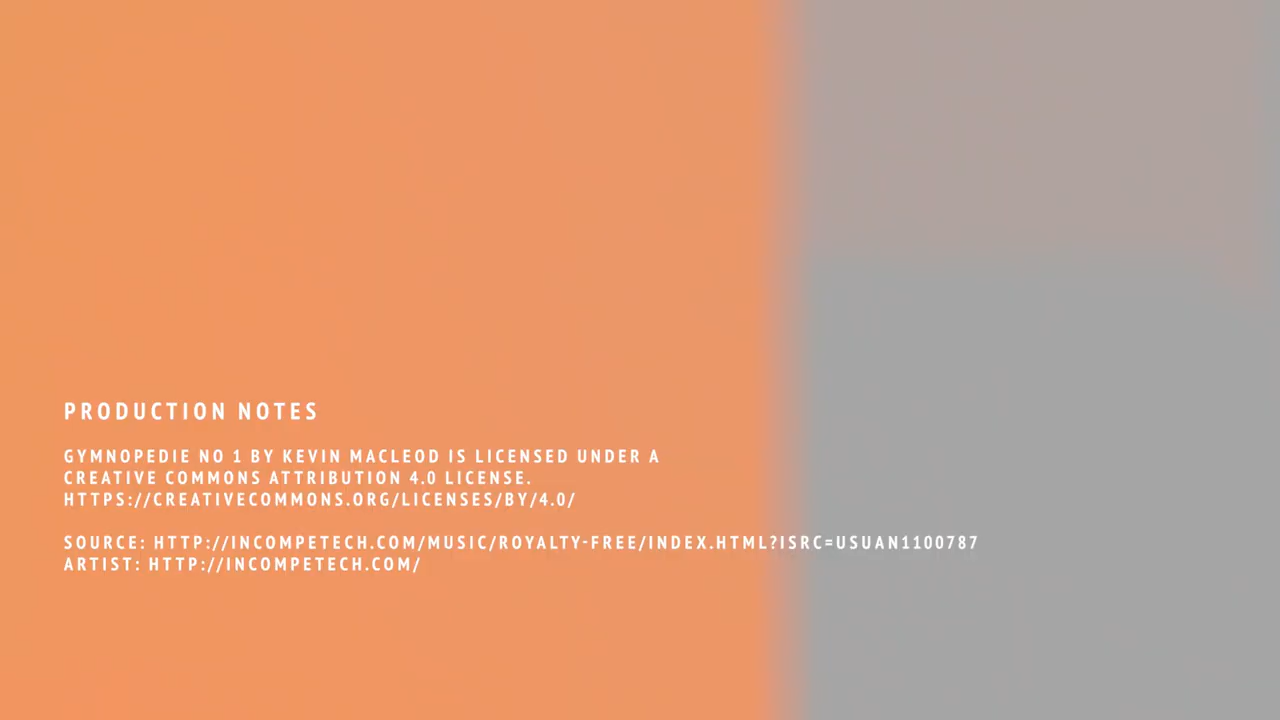 PRODUCTION NOTES
GYMNOPEDIE NO 1 BY KEVIN MACLEOD IS LICENSED UNDER A
CREATIVE COMMONS ATTRIBUTION 4.0 LICENSE.
HTTPS://CREATIVECOMMONS.ORG/LICENSES/BY/4.0/
SOURCE: HTTP://INCOMPETECH.COM/MUSIC/ROYALTY-FREE/INDEX.HTML?ISRC=USUAN1100787
ARTIST: HTTP://INCOMPETECH.COM/